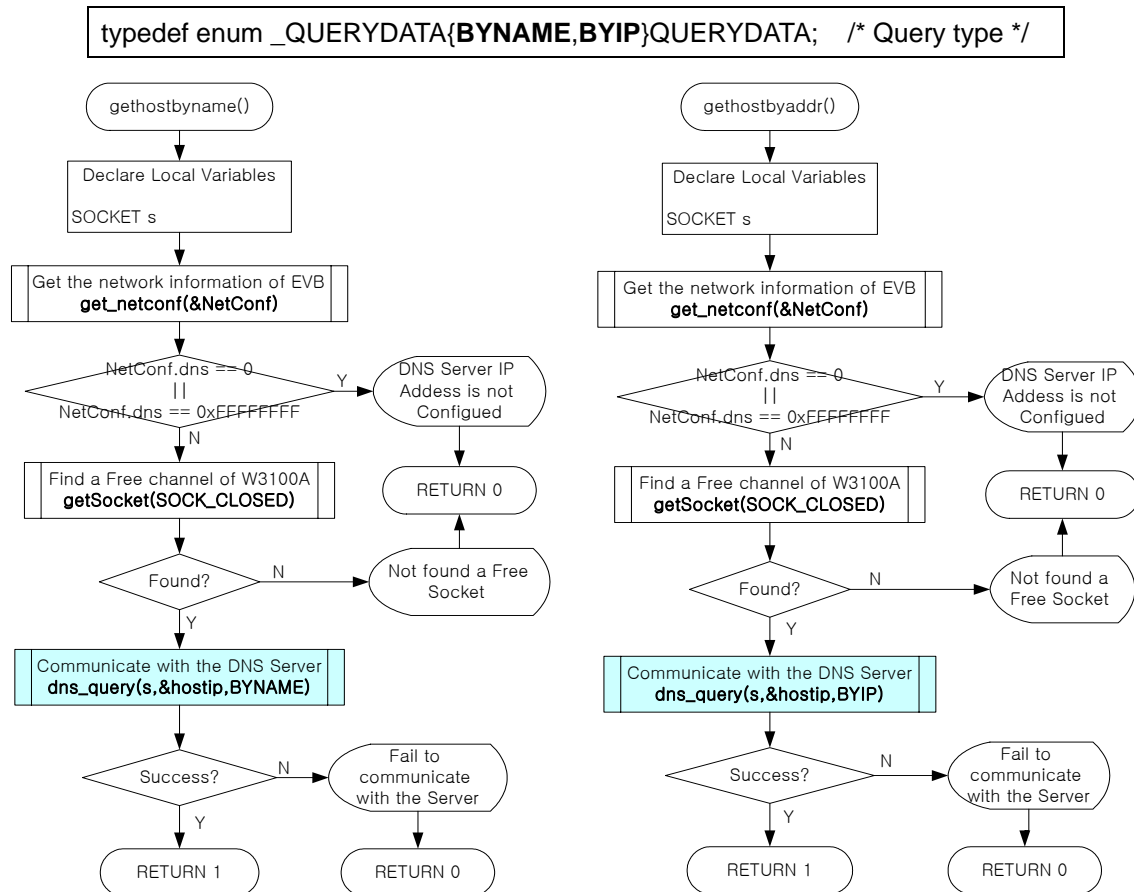 typedef enum _QUERYDATA{BYNAME,BYIP}QUERYDATA; /* Query type */
gethostbyname()
Declare Local Variables
SOCKET s
Get the network information of EVB
get_netconf(&NetConf)
NetConf.dns == 0
||
NetConf.dns == 0xFFFFFFFF
Y
DNS Server IP
Addess is not
Configued
N
Find a Free channel of W3100A
getSocket(SOCK_CLOSED)
RETURN 0
Found?
N
Not found a Free
Socket
Y
Communicate with the DNS Server
dns_query(s,&hostip,BYNAME)
Success?
N
Fail to
communicate
with the Server
Y
RETURN 1
RETURN 0
gethostbyaddr()
Declare Local Variables
SOCKET s
Get the network information of EVB
get_netconf(&NetConf)
NetConf.dns == 0
||
NetConf.dns == 0xFFFFFFFF
Y
DNS Server IP
Addess is not
Configued
N
Find a Free channel of W3100A
getSocket(SOCK_CLOSED)
RETURN 0
Found?
N
Not found a
Free Socket
Y
Communicate with the DNS Server
dns_query(s,&hostip,BYIP)
Success?
N
Fail to
communicate
with the Server
Y
RETURN 1
RETURN 0